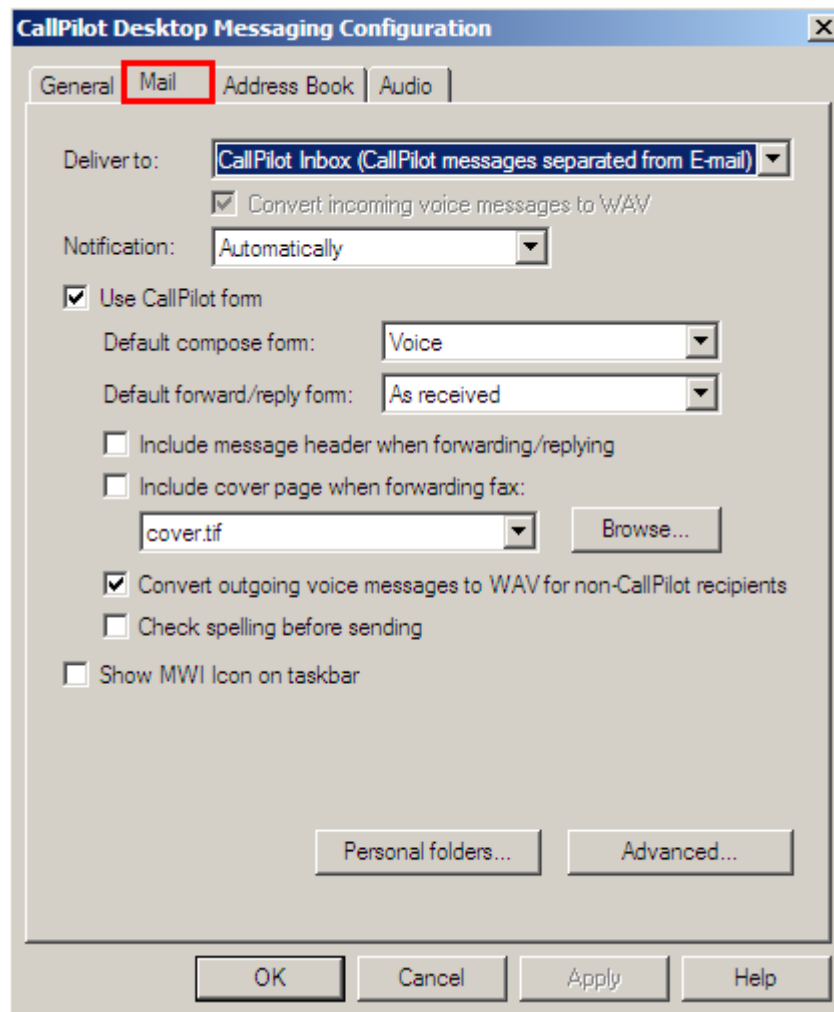 CallPilot Desktop Messaging Configuration
General Mail Address Book Audio
Deliver to: CallPilot Inbox (CallPilot messages separated from E-mail)
Convert incoming voice messages to WAV
Notification: Automatically
Use CallPilot form
Default compose form: Voice
Default forward/reply form: As received
Include message header when forwarding/replying
Include cover page when forwarding fax:
cover.tif Browse...
Convert outgoing voice messages to WAV for non-CallPilot recipients
Check spelling before sending
Show MWI Icon on taskbar
Personal folders... Advanced...
OK Cancel Apply Help